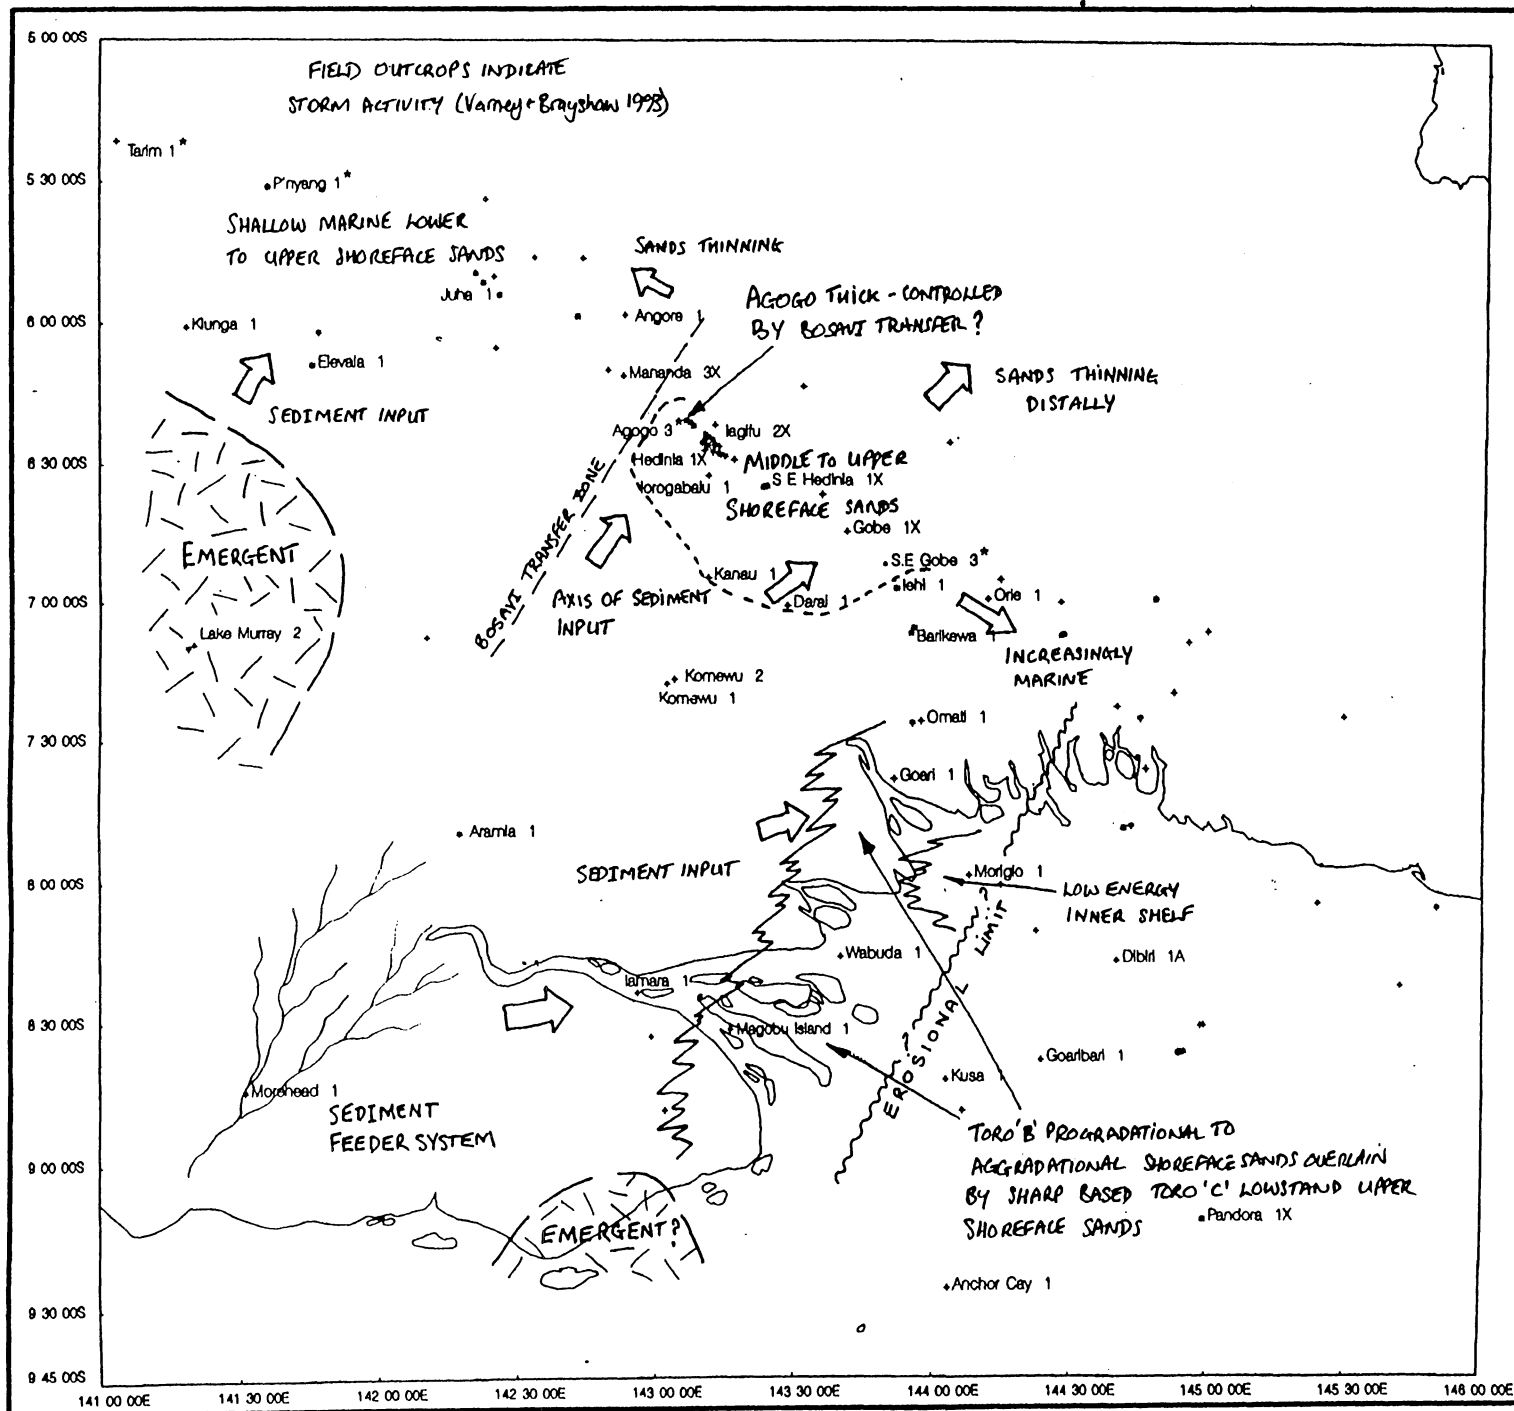 5 00 00S
FIELD OUTCROPS INDICATE
STORM ACTIVITY (Varney + Brayshaw 1993)
Tarim 1*
5 30 00S
P'nyang 1*
SHALLOW MARINE LOWER
TO UPPER SHOREFACE SANDS
SANDS THINNING
Juha 1
AGOGO THICK - CONTROLLED
BY BOSAVI TRANSFER?
6 00 00S
Kiunga 1
Angore 1
Elevala 1
Mananda 3X
SANDS THINNING
DISTALLY
SEDIMENT INPUT
Agogo 3*
Iagifu 2X
6 30 00S
Hedinia 1X
MIDDLE TO UPPER
SHOREFACE SANDS
S E Hedinia 1X
Iorogabaiu 1
Gobe 1X
BOSAVI TRANSFER ZONE
EMERGENT
S.E Gobe 3*
Kanau 1
Iehi 1
AXIS OF SEDIMENT
INPUT
Darai 1
Orie 1
7 00 00S
Lake Murray 2
Barikewa 1
INCREASINGLY
MARINE
Komewu 2
Komewu 1
Omati 1
7 30 00S
Goari 1
Aramia 1
SEDIMENT INPUT
8 00 00S
Morigio 1
LOW ENERGY
INNER SHELF
Wabuda 1
Dibiri 1A
Iamara 1
EROSIONAL ? LIMIT ?
8 30 00S
Magobu Island 1
Goaribari 1
Kusa 1
Morehead 1
SEDIMENT
FEEDER SYSTEM
TORO 'B' PROGRADATIONAL TO
AGGRADATIONAL SHOREFACE SANDS OVERLAIN
BY SHARP BASED TORO 'C' LOWSTAND UPPER
SHOREFACE SANDS
9 00 00S
Pandora 1X
EMERGENT?
Anchor Cay 1
9 30 00S
9 45 00S
141 00 00E 141 30 00E 142 00 00E 142 30 00E 143 00 00E 143 30 00E 144 00 00E 144 30 00E 145 00 00E 145 30 00E 146 00 00E